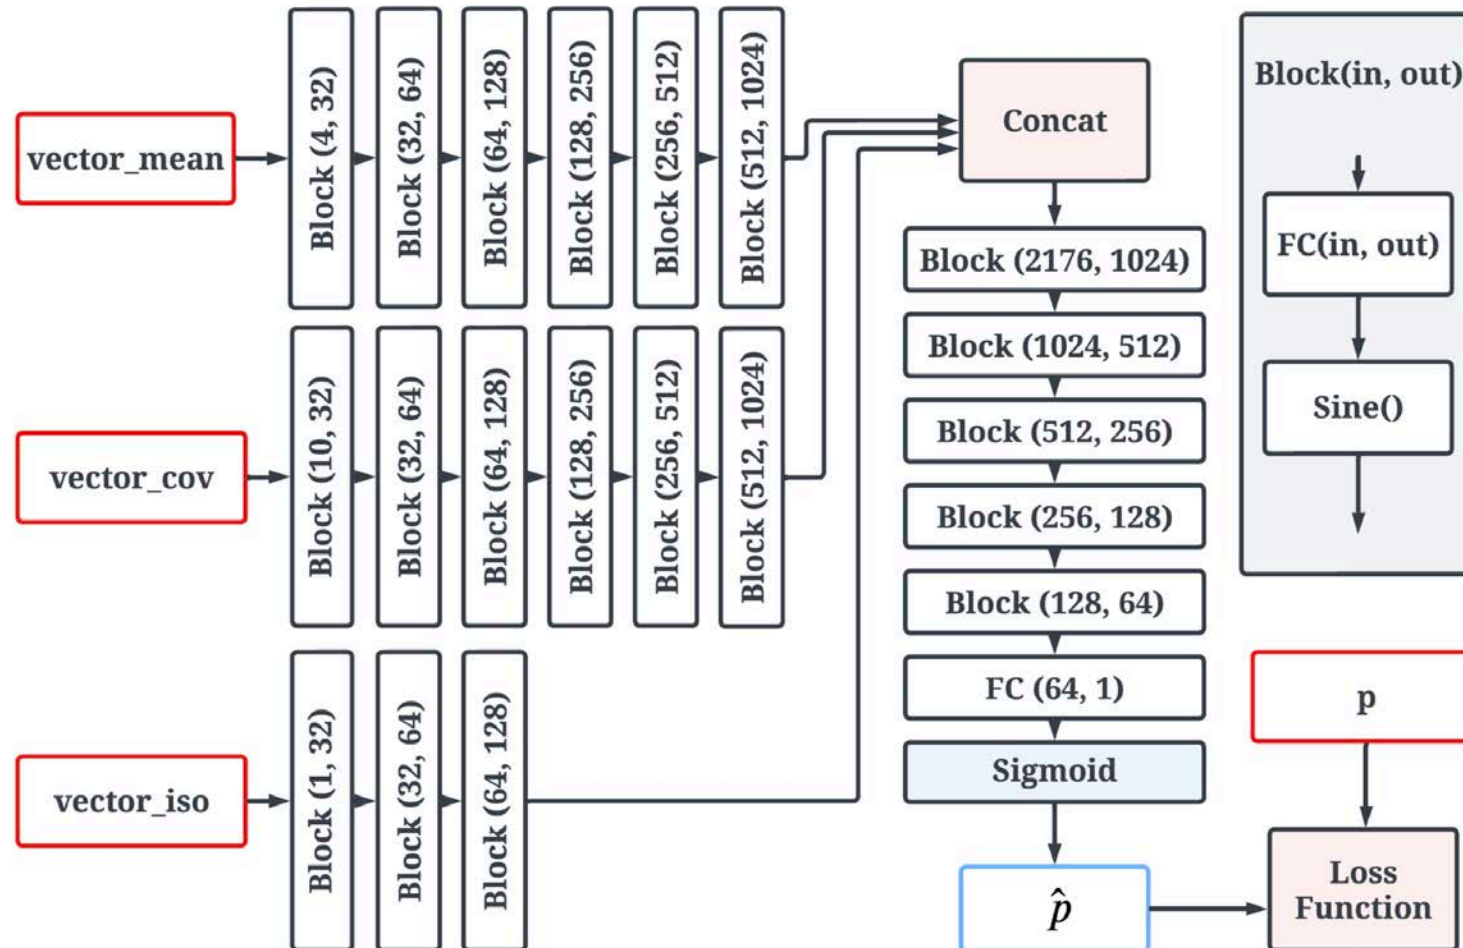 vector_mean
Block (4, 32)
Block (32, 64)
Block (64, 128)
Block (128, 256)
Block (256, 512)
Block (512, 1024)
vector_cov
Block (10, 32)
Block (32, 64)
Block (64, 128)
Block (128, 256)
Block (256, 512)
Block (512, 1024)
vector_iso
Block (1, 32)
Block (32, 64)
Block (64, 128)
Concat
Block (2176, 1024)
Block (1024, 512)
Block (512, 256)
Block (256, 128)
Block (128, 64)
FC (64, 1)
Sigmoid
p̂
Block(in, out)
FC(in, out)
Sine()
p
Loss
Function